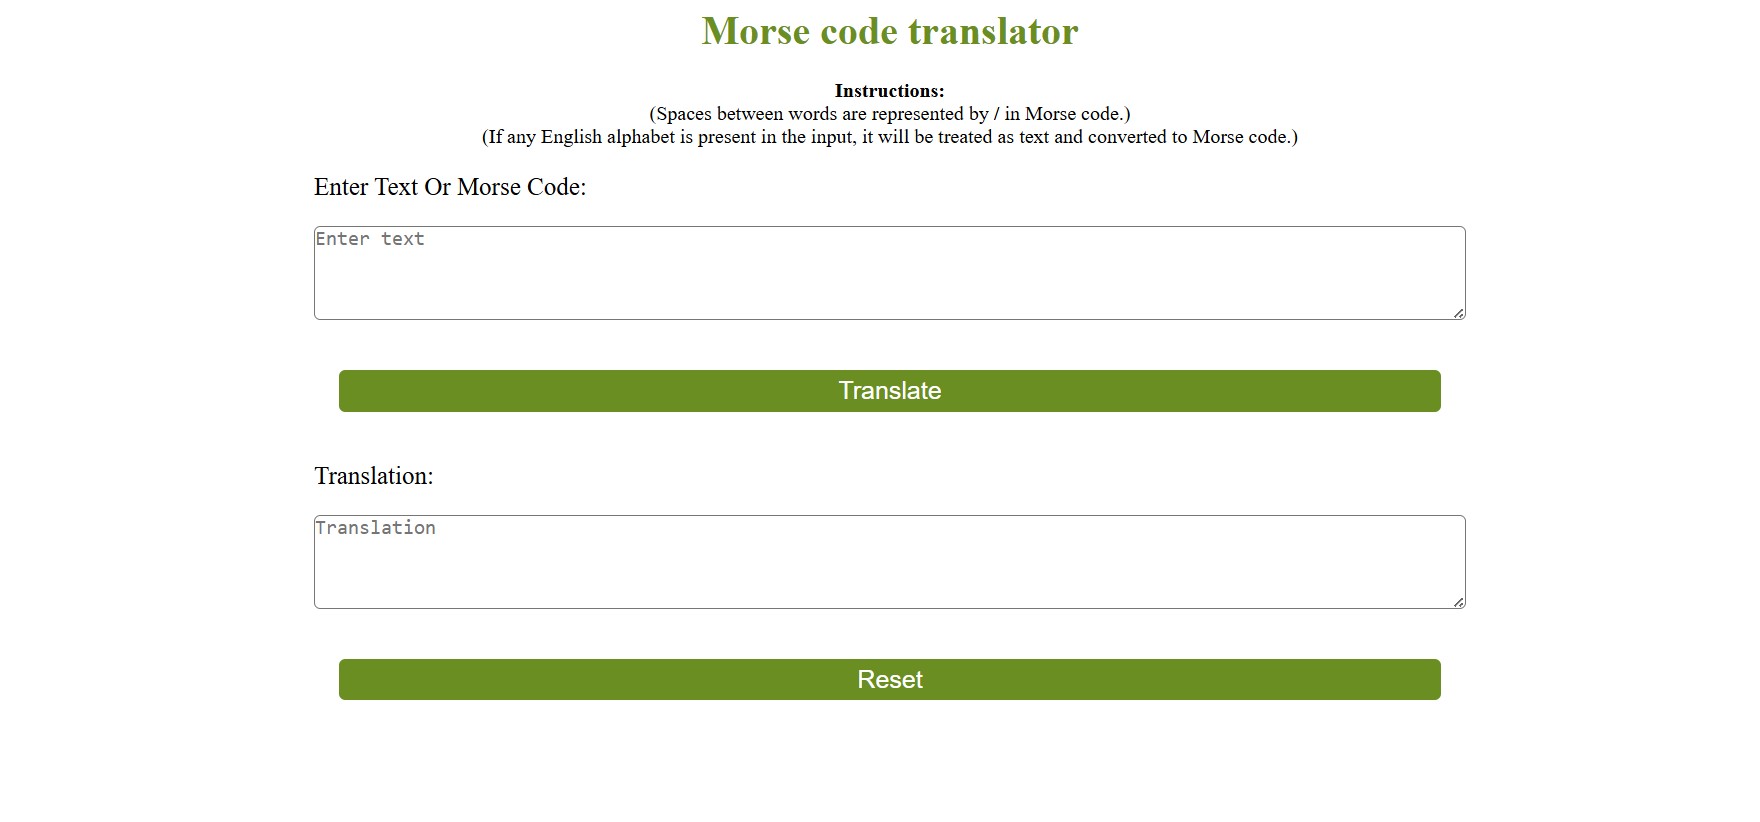 Morse code translator
Instructions:
(Spaces between words are represented by / in Morse code.)
(If any English alphabet is present in the input, it will be treated as text and converted to Morse code.)
Enter Text Or Morse Code:
Enter text
Translate
Translation:
Translation
Reset